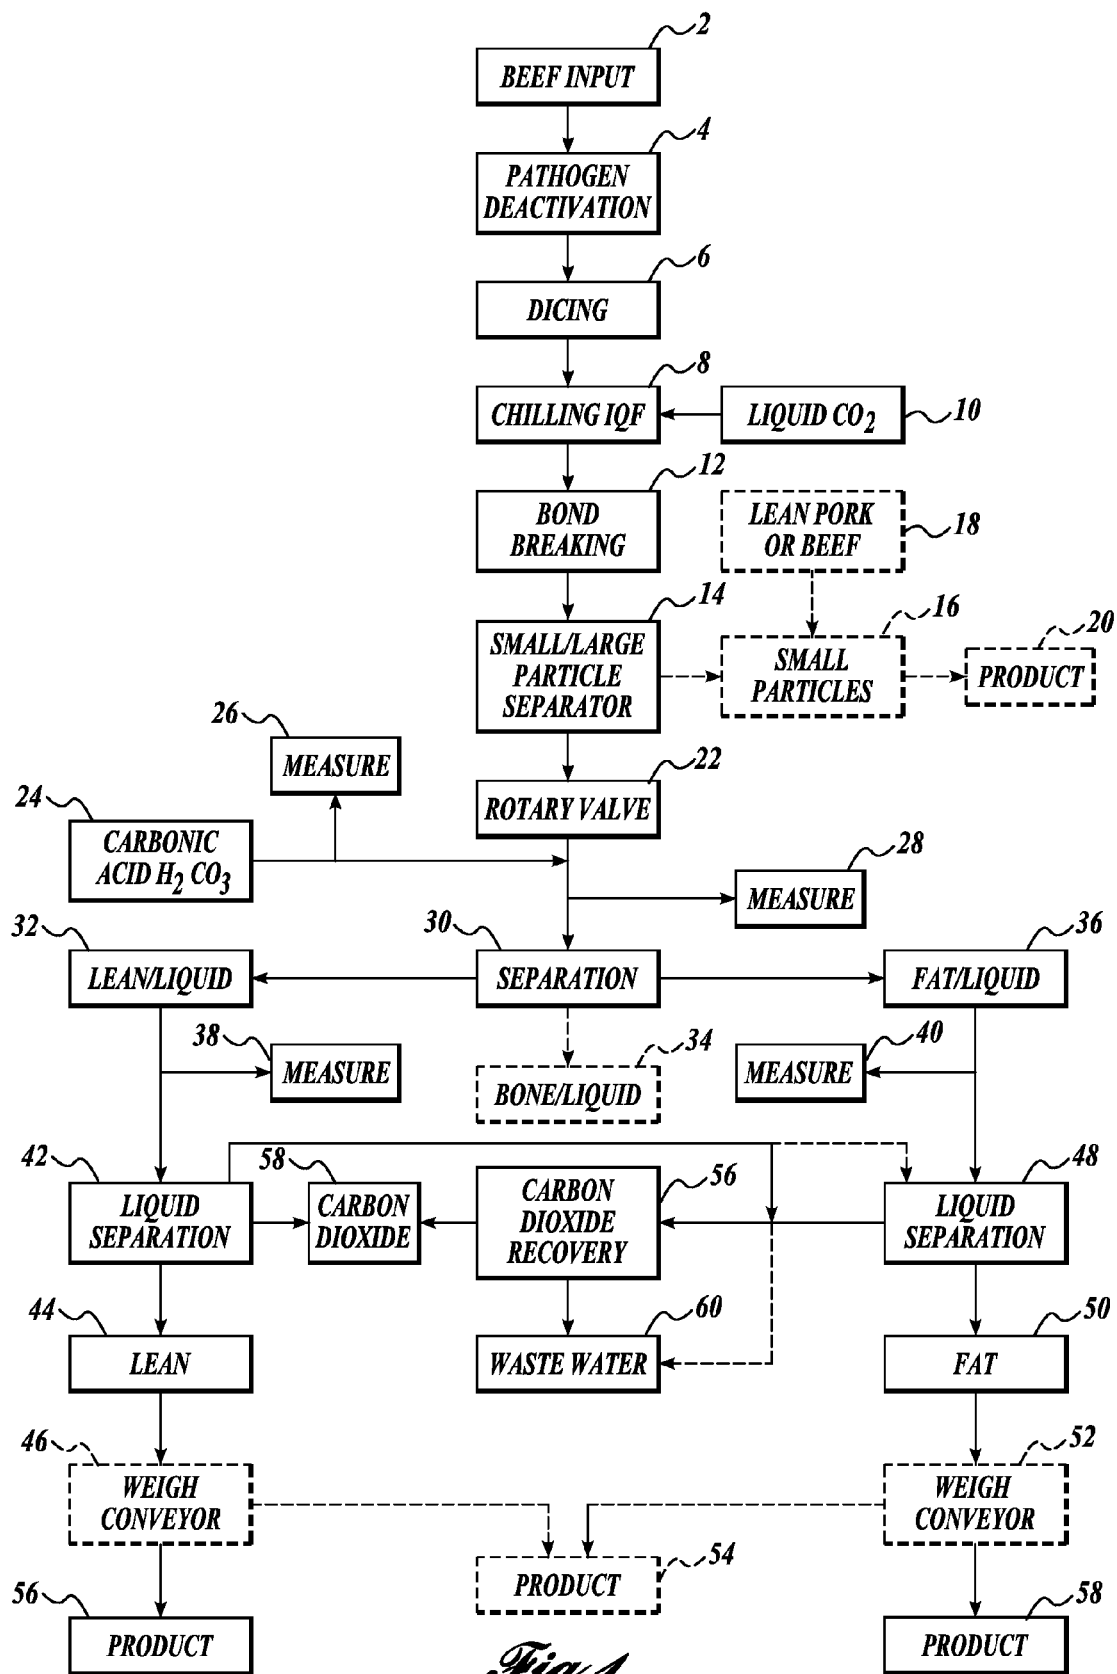 2
BEEF INPUT
4
PATHOGEN
DEACTIVATION
6
DICING
8
CHILLING IQF
LIQUID CO2
10
12
BOND
BREAKING
LEAN PORK
OR BEEF
18
14
SMALL/LARGE
PARTICLE
SEPARATOR
16
SMALL
PARTICLES
20
PRODUCT
26
MEASURE
22
ROTARY VALVE
24
CARBONIC
ACID H2 CO3
28
MEASURE
32
LEAN/LIQUID
30
SEPARATION
36
FAT/LIQUID
38
MEASURE
34
BONE/LIQUID
40
MEASURE
42
LIQUID
SEPARATION
58
CARBON
DIOXIDE
56
CARBON
DIOXIDE
RECOVERY
48
LIQUID
SEPARATION
44
LEAN
60
WASTE WATER
50
FAT
46
WEIGH
CONVEYOR
52
WEIGH
CONVEYOR
54
PRODUCT
56
PRODUCT
58
PRODUCT
Fig. 1